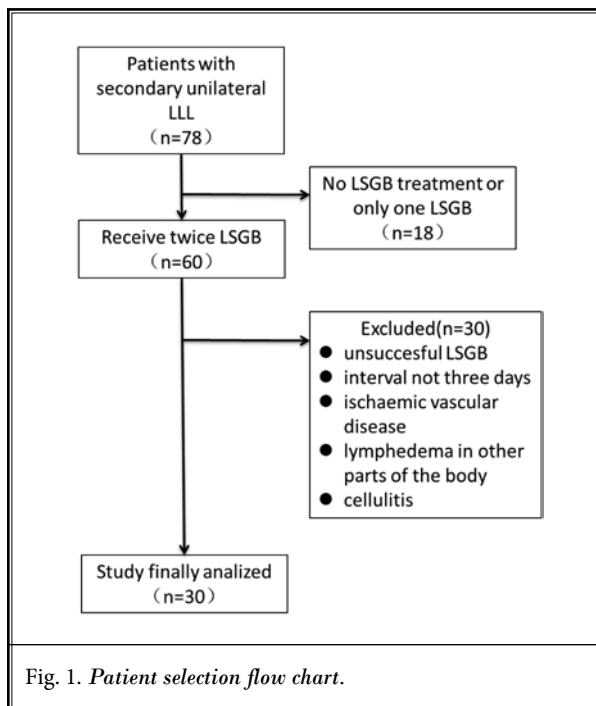 Patients with
secondary unilateral
LLL
（n=78）
No LSGB treatment or
only one LSGB
（n=18）
Receive twice LSGB
（n=60）
Excluded(n=30)
● unsuccesful LSGB
● interval not three days
● ischaemic vascular
disease
● lymphedema in other
parts of the body
● cellulitis
Study finally analized
（n=30）
Fig. 1. Patient selection flow chart.